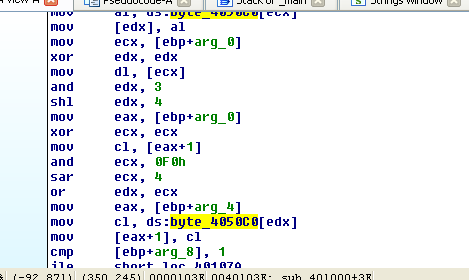 View-A Pseudocode-A Stack of _main Strings window
mov al, ds:byte_4050C0[ecx]
mov [edx], al
mov ecx, [ebp+arg_0]
xor edx, edx
mov dl, [ecx]
and edx, 3
shl edx, 4
mov eax, [ebp+arg_0]
xor ecx, ecx
mov cl, [eax+1]
and ecx, 0F0h
sar ecx, 4
or edx, ecx
mov eax, [ebp+arg_4]
mov cl, ds:byte_4050C0[edx]
mov [eax+1], cl
cmp [ebp+arg_8], 1
jle short loc_40107A
(-92,871) (350,245) 0000103E 0040103E: sub_401000+3E